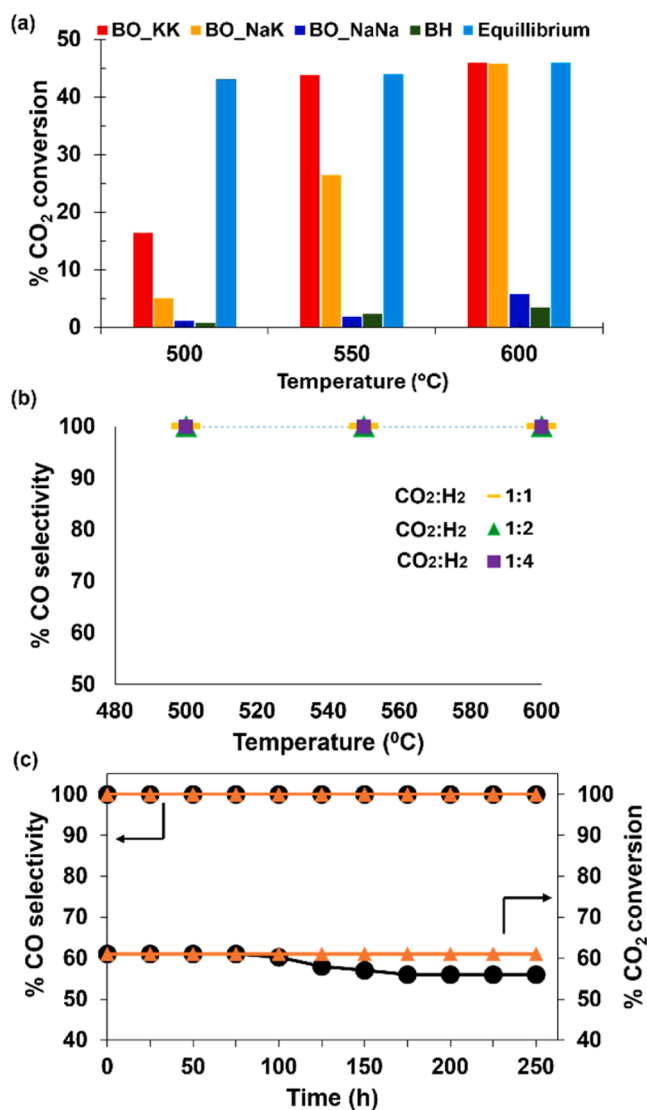 (a)
BO_KK BO_NaK BO_NaNa BH Equillibrium
50
40
30
20
10
0
% CO₂ conversion
500 550 600
Temperature (°C)
(b)
100
90
80
70
60
50
% CO selectivity
CO₂:H₂ 1:1
CO₂:H₂ 1:2
CO₂:H₂ 1:4
480 500 520 540 560 580 600
Temperature (⁰C)
(c)
100 100
90 90
80 80
70 70
60 60
50 50
40 40
% CO selectivity
% CO₂ conversion
0 50 100 150 200 250
Time (h)